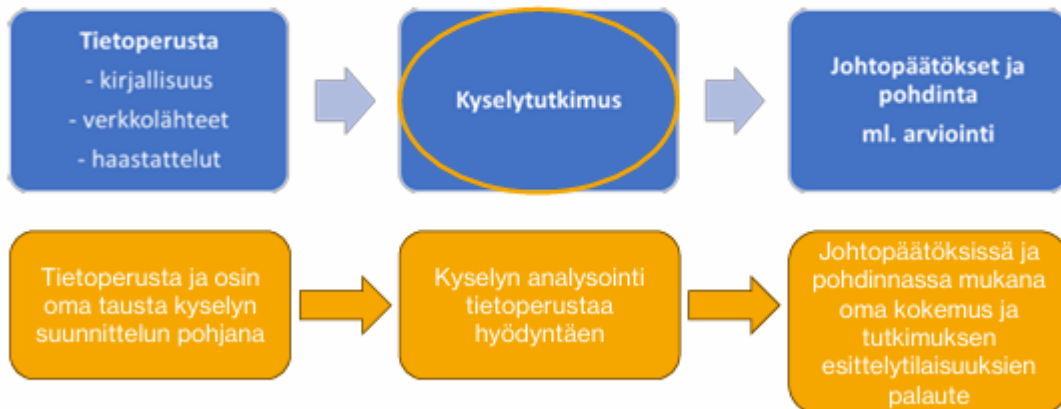 Tietoperusta
- kirjallisuus
- verkkolähteet
- haastattelut
Kyselytutkimus
Johtopäätökset ja
pohdinta
ml. arviointi
Tietoperusta ja osin
oma tausta kyselyn
suunnittelun pohjana
Kyselyn analysointi
tietoperustaa
hyödyntäen
Johtopäätöksissä ja
pohdinnassa mukana
oma kokemus ja
tutkimuksen
esittelytilaisuuksien
palaute